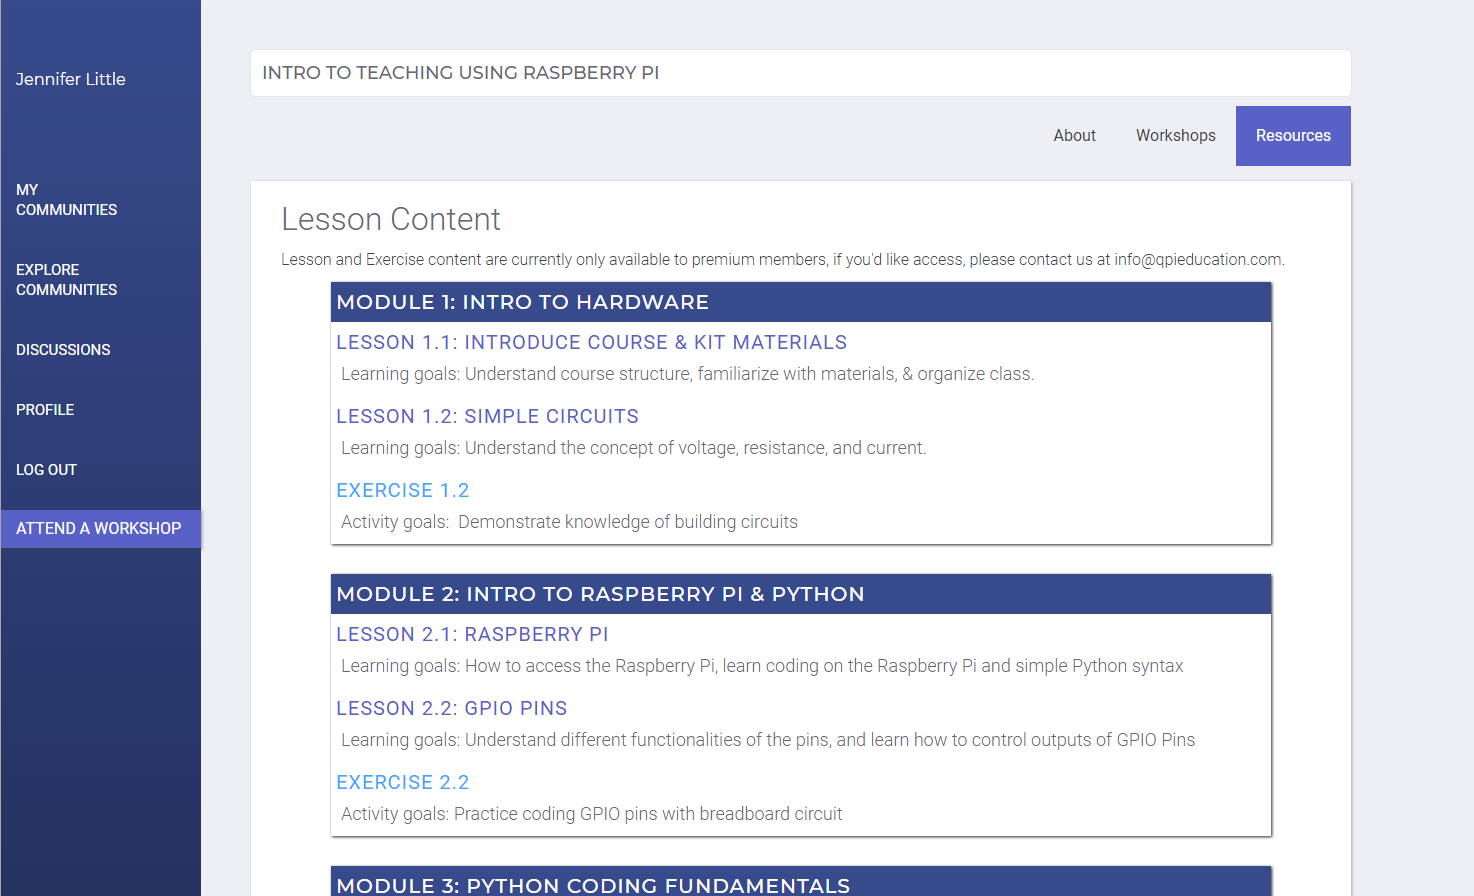 Jennifer Little
MY
COMMUNITIES
EXPLORE
COMMUNITIES
DISCUSSIONS
PROFILE
LOG OUT
ATTEND A WORKSHOP
INTRO TO TEACHING USING RASPBERRY PI
About Workshops Resources
Lesson Content
Lesson and Exercise content are currently only available to premium members, if you'd like access, please contact us at info@qpieducation.com.
MODULE 1: INTRO TO HARDWARE
LESSON 1.1: INTRODUCE COURSE & KIT MATERIALS
Learning goals: Understand course structure, familiarize with materials, & organize class.
LESSON 1.2: SIMPLE CIRCUITS
Learning goals: Understand the concept of voltage, resistance, and current.
EXERCISE 1.2
Activity goals: Demonstrate knowledge of building circuits
MODULE 2: INTRO TO RASPBERRY PI & PYTHON
LESSON 2.1: RASPBERRY PI
Learning goals: How to access the Raspberry Pi, learn coding on the Raspberry Pi and simple Python syntax
LESSON 2.2: GPIO PINS
Learning goals: Understand different functionalities of the pins, and learn how to control outputs of GPIO Pins
EXERCISE 2.2
Activity goals: Practice coding GPIO pins with breadboard circuit
MODULE 3: PYTHON CODING FUNDAMENTALS